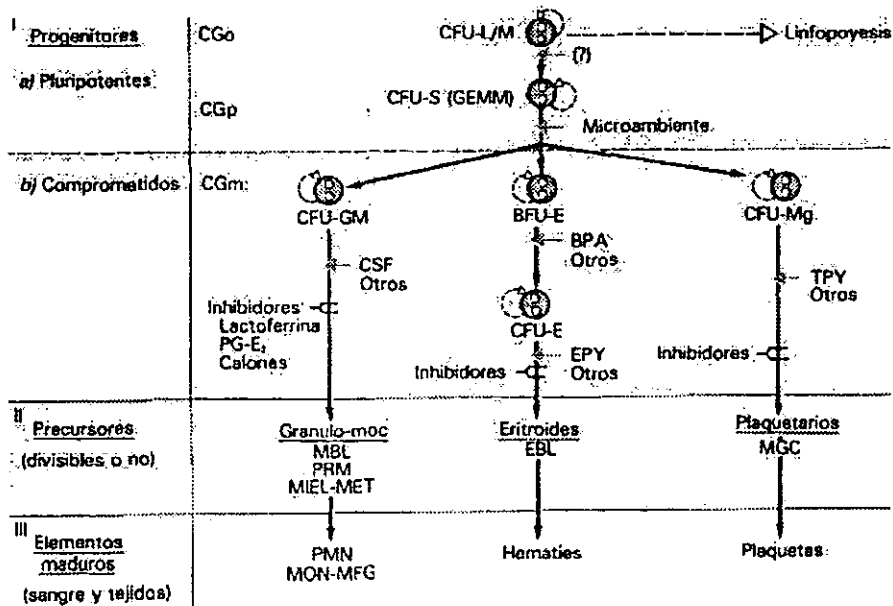 I
Progenitores
a) Pluripotentes
CGo
CFU-L/M
Linfopoyesis
(?)
CGp
CFU-S (GEMM)
Microambiente
b) Comprometidos
CGm
CFU-GM
BFU-E
CFU-Mg
CSF
Otros
BPA
Otros
TPY
Otros
Inhibidores
Lactoferrina
PG-E₂
Calonas
CFU-E
EPY
Otros
Inhibidores
Inhibidores
II
Precursores
(divisibles o no)
Granulo-moc
MBL
PRM
MIEL-MET
Eritroides
EBL
Plaquetarios
MGC
III
Elementos
maduros
(sangre y tejidos)
PMN
MON-MFG
Hematíes
Plaquetas